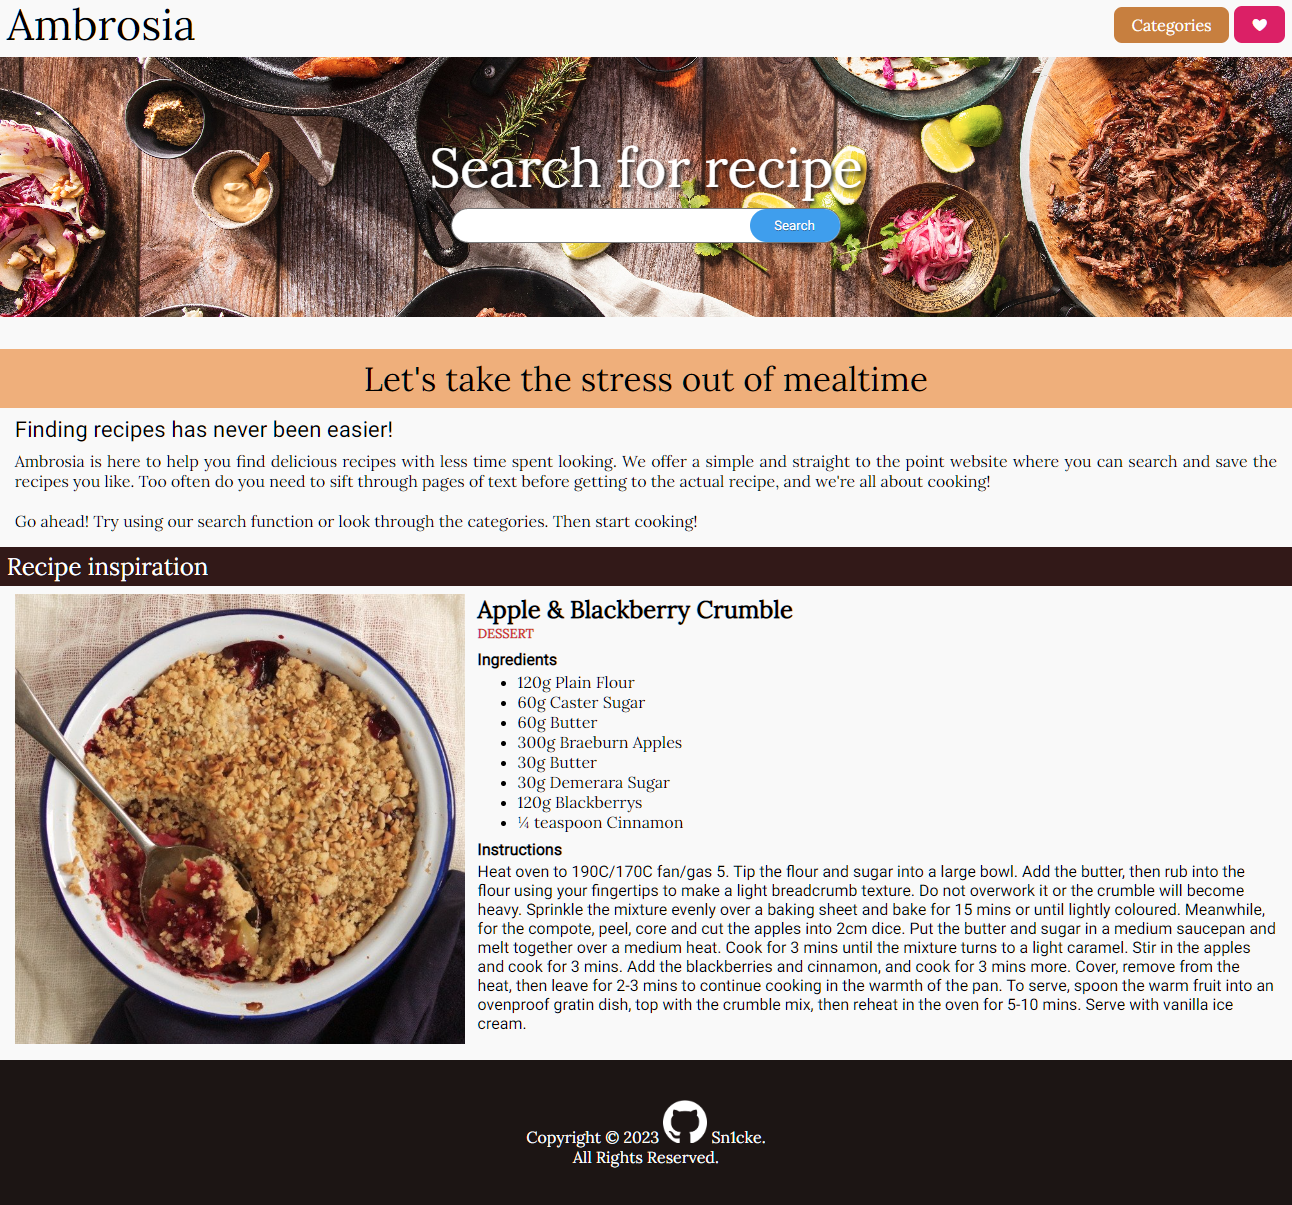 Ambrosia
Categories
Search for recipe
Search
Let's take the stress out of mealtime
Finding recipes has never been easier!
Ambrosia is here to help you find delicious recipes with less time spent looking. We offer a simple and straight to the point website where you can search and save the
recipes you like. Too often do you need to sift through pages of text before getting to the actual recipe, and we're all about cooking!
Go ahead! Try using our search function or look through the categories. Then start cooking!
Recipe inspiration
Apple & Blackberry Crumble
DESSERT
Ingredients
• 120g Plain Flour
• 60g Caster Sugar
• 60g Butter
• 300g Braeburn Apples
• 30g Butter
• 30g Demerara Sugar
• 120g Blackberrys
• ¼ teaspoon Cinnamon
Instructions
Heat oven to 190C/170C fan/gas 5. Tip the flour and sugar into a large bowl. Add the butter, then rub into the
flour using your fingertips to make a light breadcrumb texture. Do not overwork it or the crumble will become
heavy. Sprinkle the mixture evenly over a baking sheet and bake for 15 mins or until lightly coloured. Meanwhile,
for the compote, peel, core and cut the apples into 2cm dice. Put the butter and sugar in a medium saucepan and
melt together over a medium heat. Cook for 3 mins until the mixture turns to a light caramel. Stir in the apples
and cook for 3 mins. Add the blackberries and cinnamon, and cook for 3 mins more. Cover, remove from the
heat, then leave for 2-3 mins to continue cooking in the warmth of the pan. To serve, spoon the warm fruit into an
ovenproof gratin dish, top with the crumble mix, then reheat in the oven for 5-10 mins. Serve with vanilla ice
cream.
Copyright © 2023 Sn1cke.
All Rights Reserved.